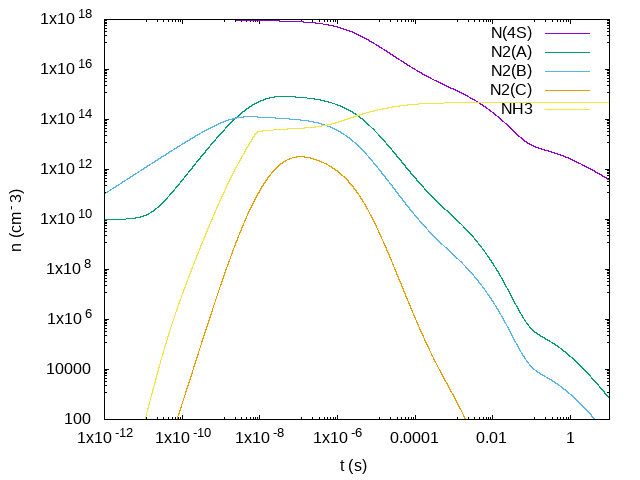 1x10^18
1x10^16
1x10^14
1x10^12
1x10^10
1x10^8
1x10^6
10000
100
n (cm^-3)
N(4S)
N2(A)
N2(B)
N2(C)
NH3
1x10^-12
1x10^-10
1x10^-8
1x10^-6
0.0001
0.01
1
t (s)